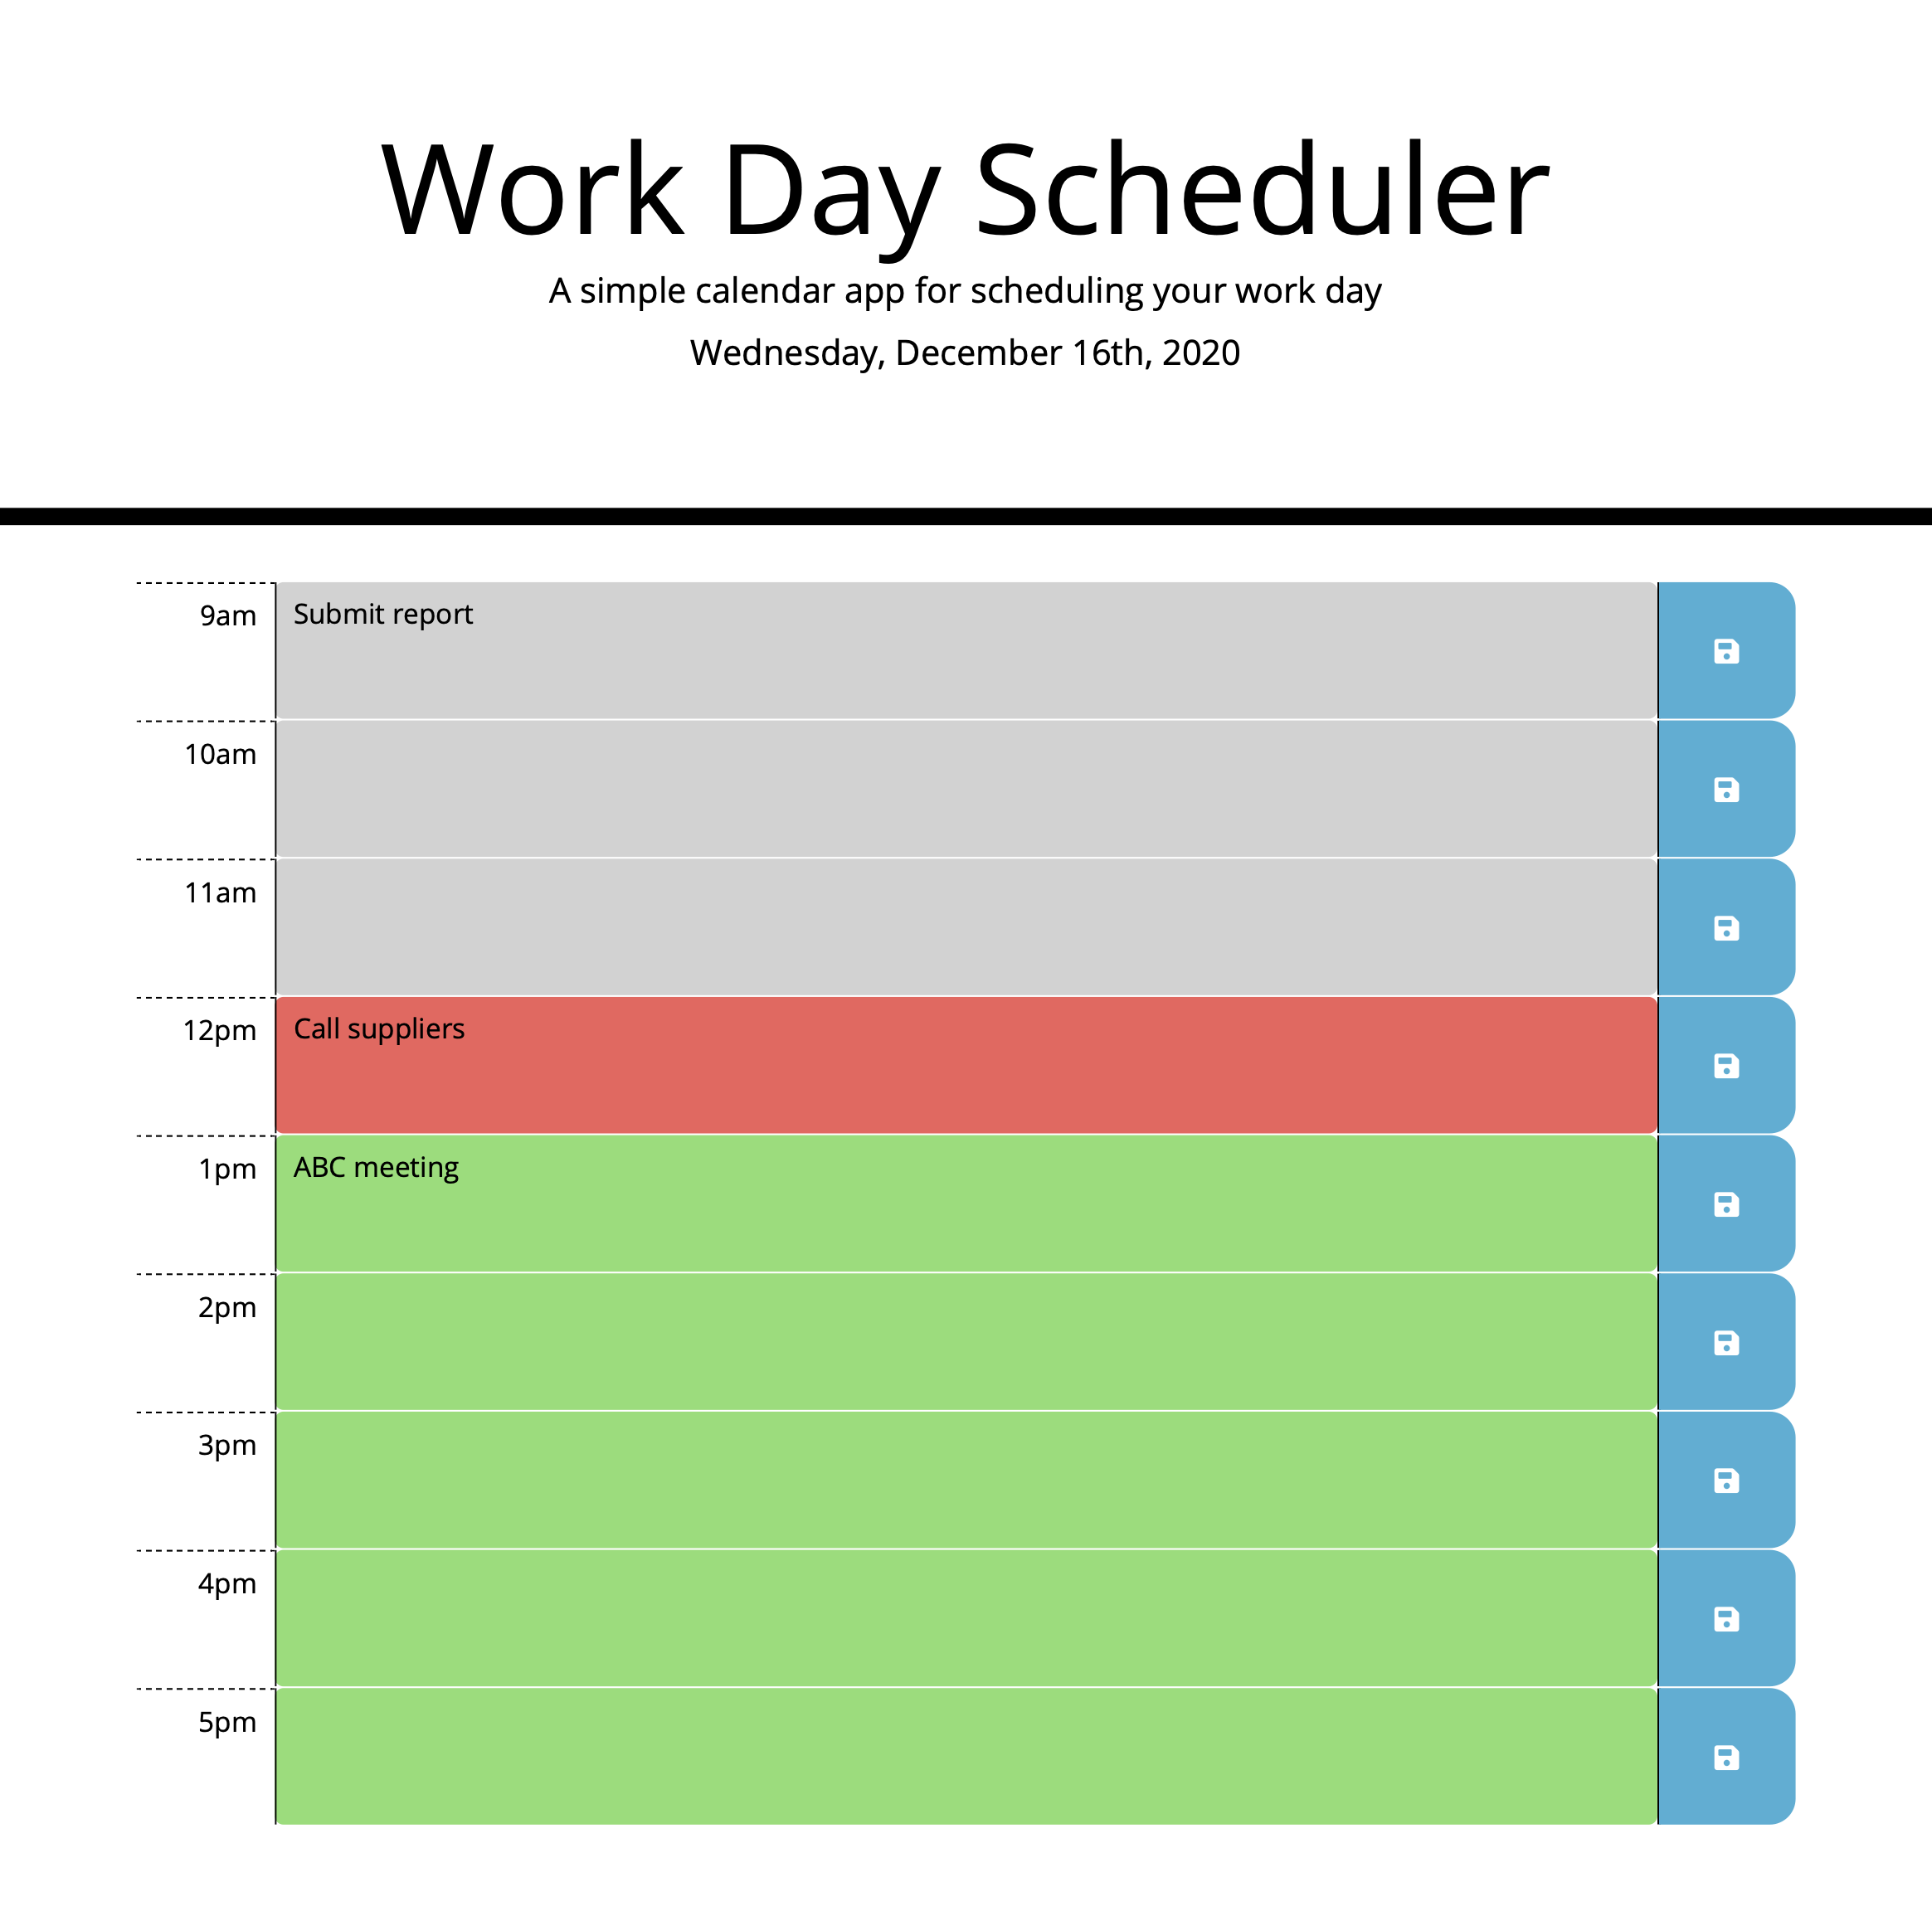 Work Day Scheduler
A simple calendar app for scheduling your work day
Wednesday, December 16th, 2020
9am Submit report
10am
11am
12pm Call suppliers
1pm ABC meeting
2pm
3pm
4pm
5pm